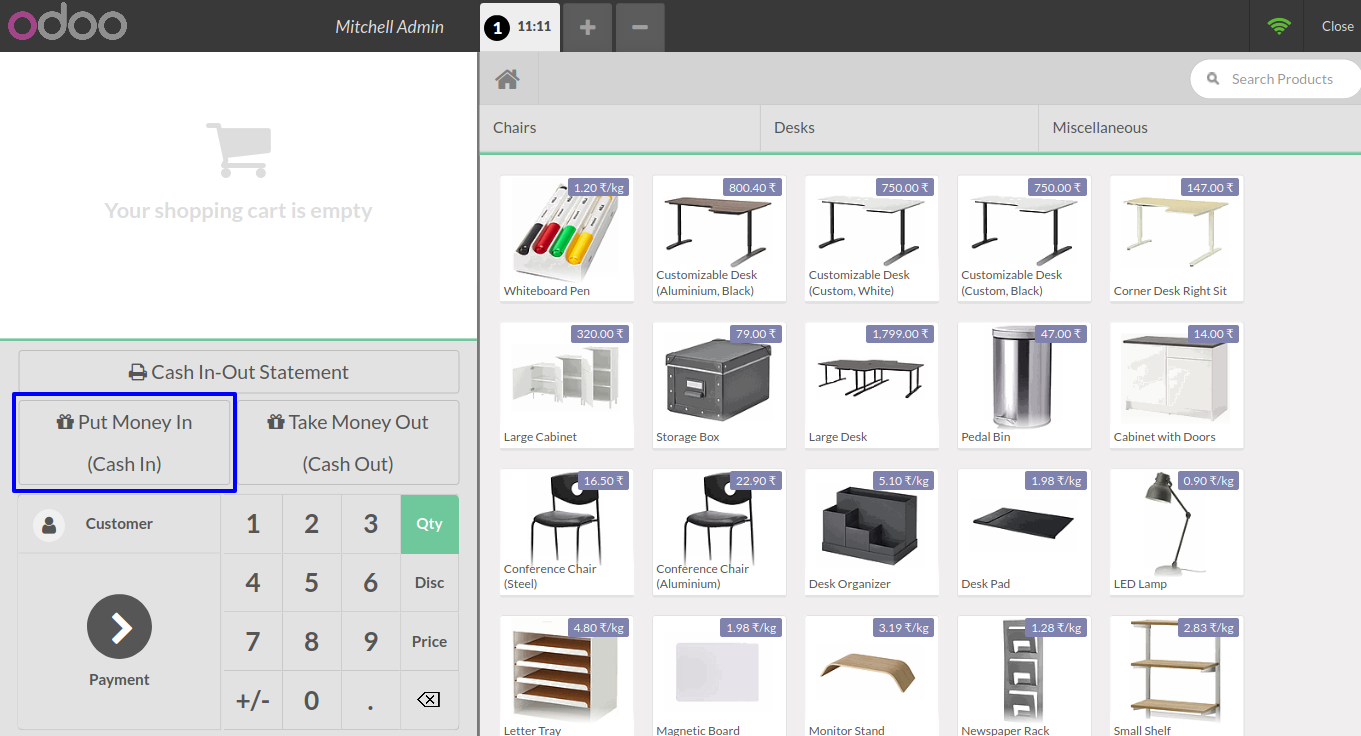 odoo
Mitchell Admin
1 11:11
Close
Search Products
Chairs
Desks
Miscellaneous
Your shopping cart is empty
1.20 ₹/kg
Whiteboard Pen
800.40 ₹
Customizable Desk
(Aluminium, Black)
750.00 ₹
Customizable Desk
(Custom, White)
750.00 ₹
Customizable Desk
(Custom, Black)
147.00 ₹
Corner Desk Right Sit
320.00 ₹
Large Cabinet
79.00 ₹
Storage Box
1,799.00 ₹
Large Desk
47.00 ₹
Pedal Bin
14.00 ₹
Cabinet with Doors
16.50 ₹
Conference Chair
(Steel)
22.90 ₹
Conference Chair
(Aluminium)
5.10 ₹/kg
Desk Organizer
1.98 ₹/kg
Desk Pad
0.90 ₹/kg
LED Lamp
4.80 ₹/kg
Letter Tray
1.98 ₹/kg
Magnetic Board
3.19 ₹/kg
Monitor Stand
1.28 ₹/kg
Newspaper Rack
2.83 ₹/kg
Small Shelf
Cash In-Out Statement
Put Money In
(Cash In)
Take Money Out
(Cash Out)
Customer
Payment
1 2 3 Qty
4 5 6 Disc
7 8 9 Price
+/- 0 .